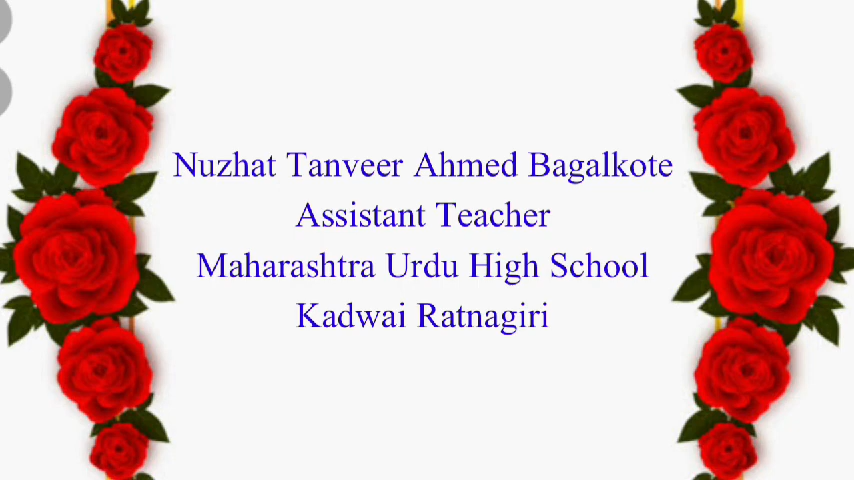 Nuzhat Tanveer Ahmed Bagalkote
Assistant Teacher
Maharashtra Urdu High School
Kadwai Ratnagiri